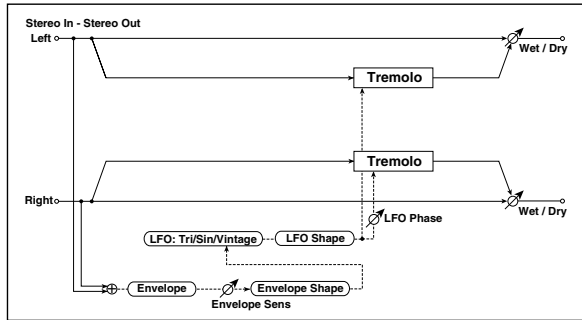 Stereo In - Stereo Out
Left
Wet / Dry
Tremolo
Tremolo
Right
Wet / Dry
LFO Phase
LFO: Tri/Sin/Vintage
LFO Shape
Envelope
Envelope Shape
Envelope Sens